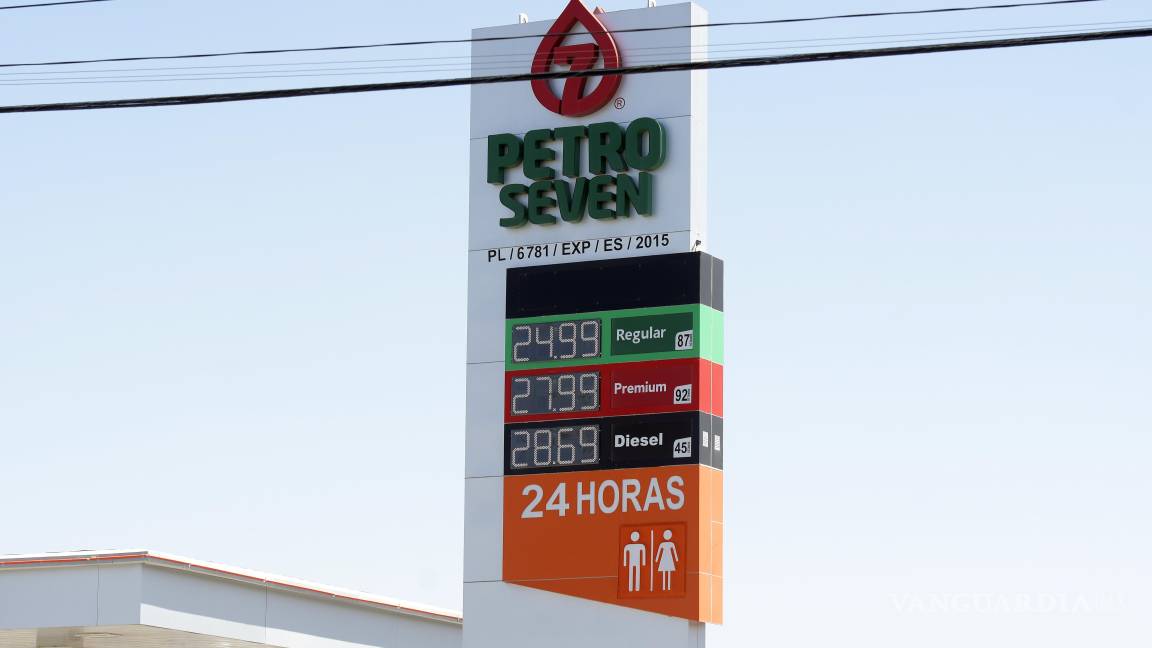 7
®
PETRO
SEVEN
PL / 6781 / EXP / ES / 2015
24.99 Regular 87
27.99 Premium 92
28.69 Diesel 45
24 HORAS
VANGUARDIA